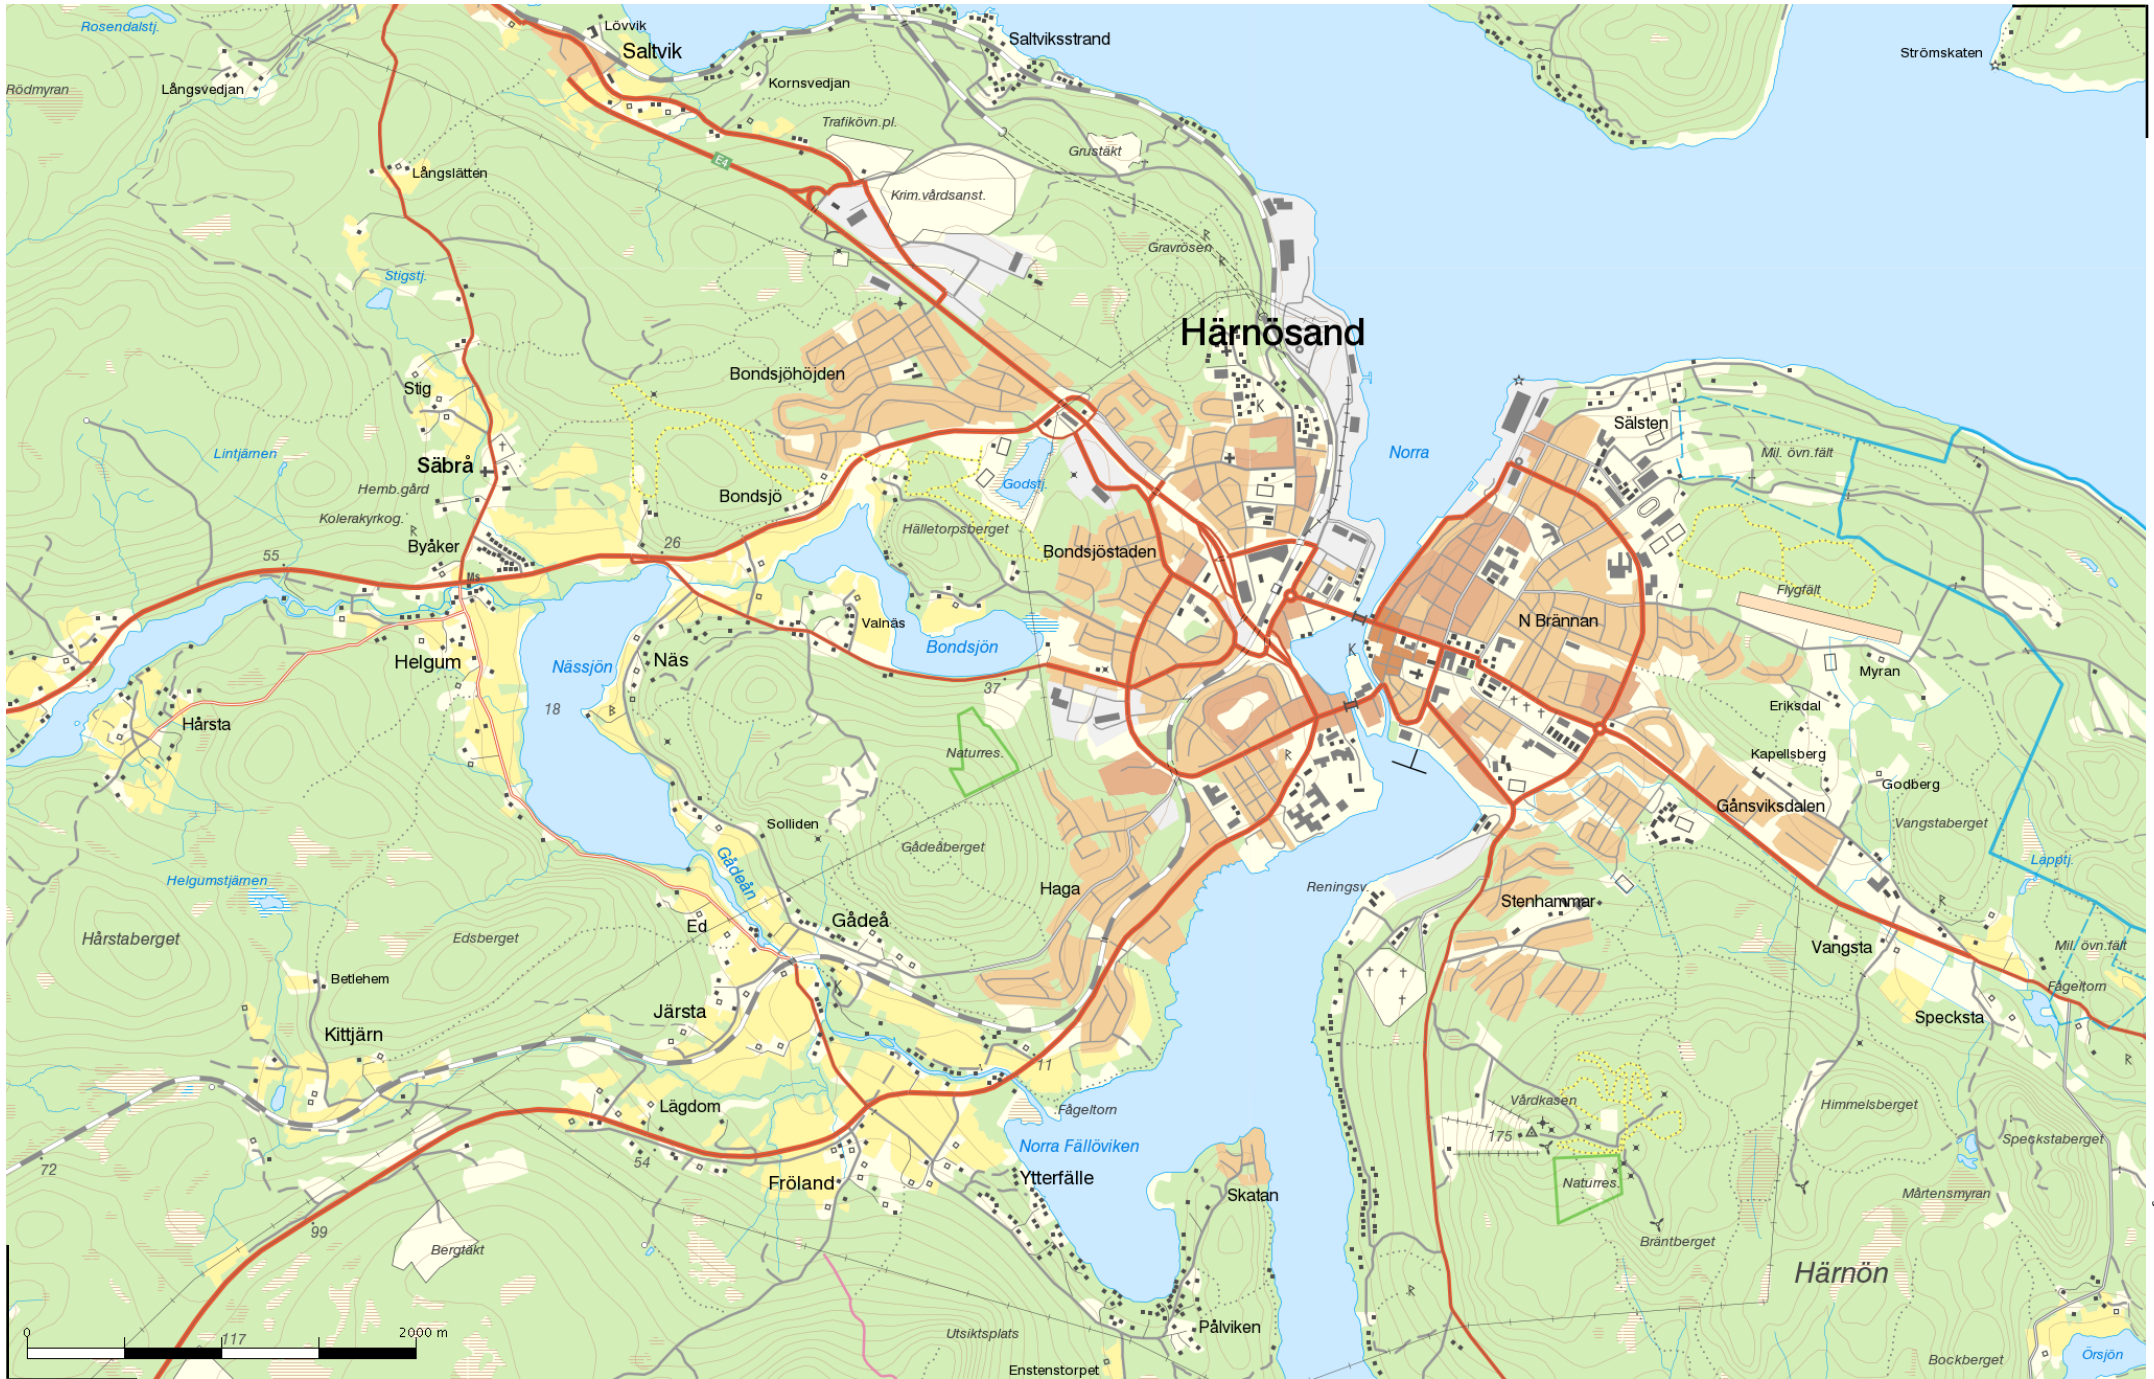 Rosendalstj.
Lövvik
Saltvik
Saltviksstrand
Strömskaten
Rödmyran
Långsvedjan
Kornsvedjan
Trafikövn.pl.
Grustäkt
E4
Långslätten
Krim.vårdsanst.
Gravrösen
Stigstj.
Härnösand
Bondsjöhöjden
Stig
K
Sälsten
Lintjärnen
Säbrå
Norra
Mil. övn.fält
Hemb.gård
Bondsjö
Godstj.
Kolerakyrkog.
R
Hälletorpsberget
Byåker
55
26
Bondsjöstaden
Ms
Flygfält
Valnäs
N Brännan
Helgum
Nässjön
Näs
Bondsjön
K
Myran
37
18
Hårsta
Eriksdal
Naturres.
R
Kapellsberg
Godberg
Gånsviksdalen
Solliden
Gådeåberget
Vangstaberget
Gådeån
Lapptj.
Helgumstjärnen
Haga
Reningsv.
Stenhammar
R
Ed
Gådeå
Hårstaberget
Edsberget
Vangsta
Mil. övn.fält
Betlehem
K
Fågeltorn
Järsta
Specksta
Kittjärn
R
11
Vårdkasen
Lägdom
Fågeltorn
Himmelsberget
175
Speckstaberget
Norra Fällöviken
72
54
Fröland
Ytterfälle
Skatan
Naturres.
Mårtensmyran
99
Bräntberget
Bergtäkt
Härnön
R
0
2000 m
117
Utsiktsplats
Pålviken
Enstenstorpet
Bockberget
Örsjön